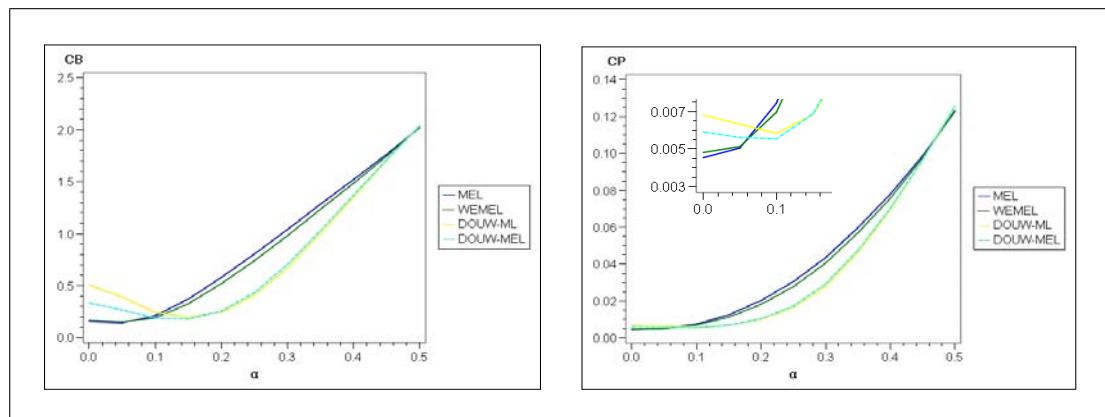 CB
2.5
2.0
1.5
1.0
0.5
0.0
0.0 0.1 0.2 0.3 0.4 0.5
α
MEL
WEMEL
DOUW-ML
DOUW-MEL
CP
0.14
0.12
0.10
0.08
0.06
0.04
0.02
0.00
0.0 0.1 0.2 0.3 0.4 0.5
α
0.007
0.005
0.003
0.0 0.1
MEL
WEMEL
DOUW-ML
DOUW-MEL